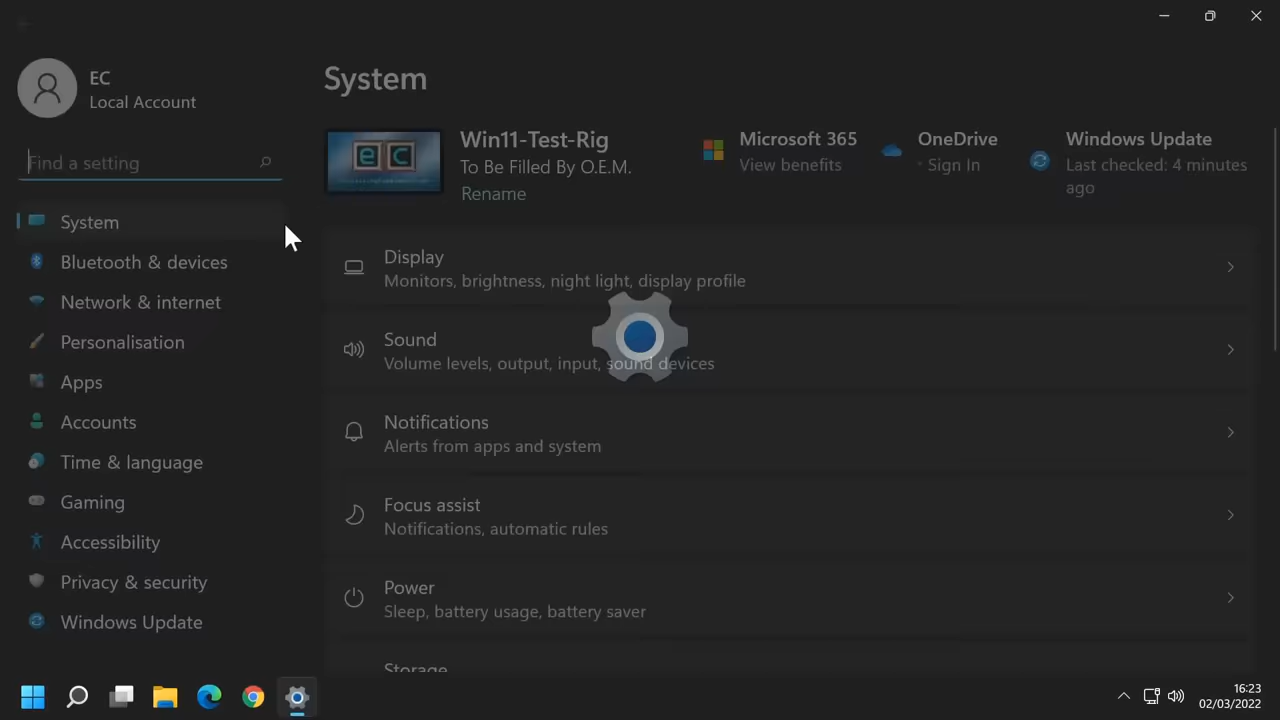 EC
Local Account
Find a setting
System
Bluetooth & devices
Network & internet
Personalisation
Apps
Accounts
Time & language
Gaming
Accessibility
Privacy & security
Windows Update
System
ec
Win11-Test-Rig
To Be Filled By O.E.M.
Rename
Microsoft 365
View benefits
OneDrive
• Sign In
Windows Update
Last checked: 4 minutes
ago
Display
Monitors, brightness, night light, display profile
Sound
Volume levels, output, input, sound devices
Notifications
Alerts from apps and system
Focus assist
Notifications, automatic rules
Power
Sleep, battery usage, battery saver
Storage
16:23
02/03/2022